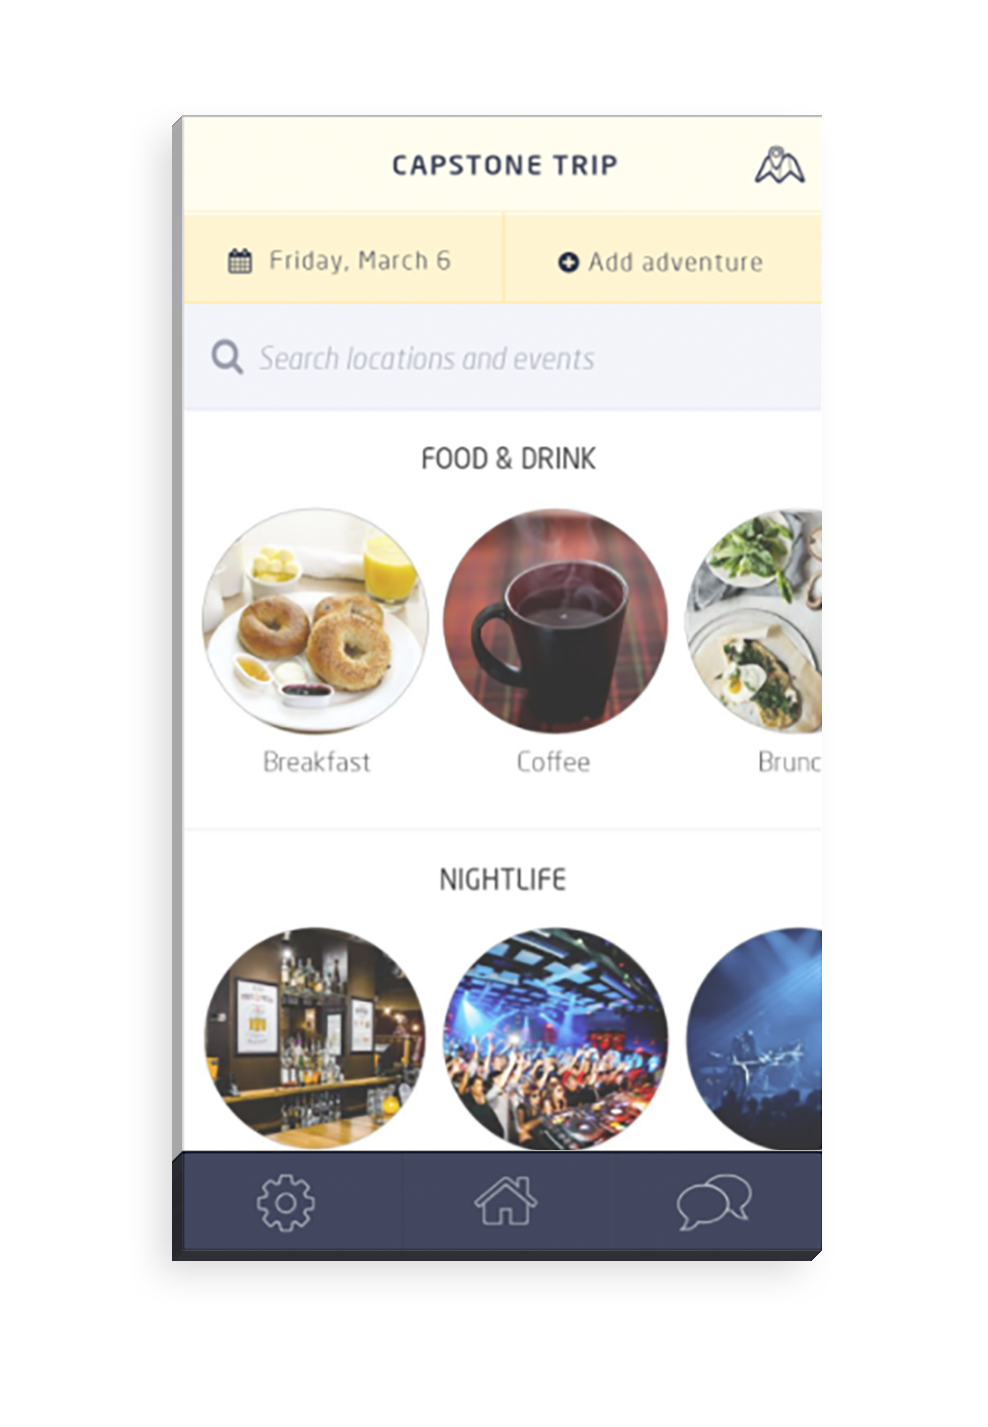 CAPSTONE TRIP
Friday, March 6
Add adventure
Search locations and events
FOOD & DRINK
Breakfast
Coffee
Brunc
NIGHTLIFE